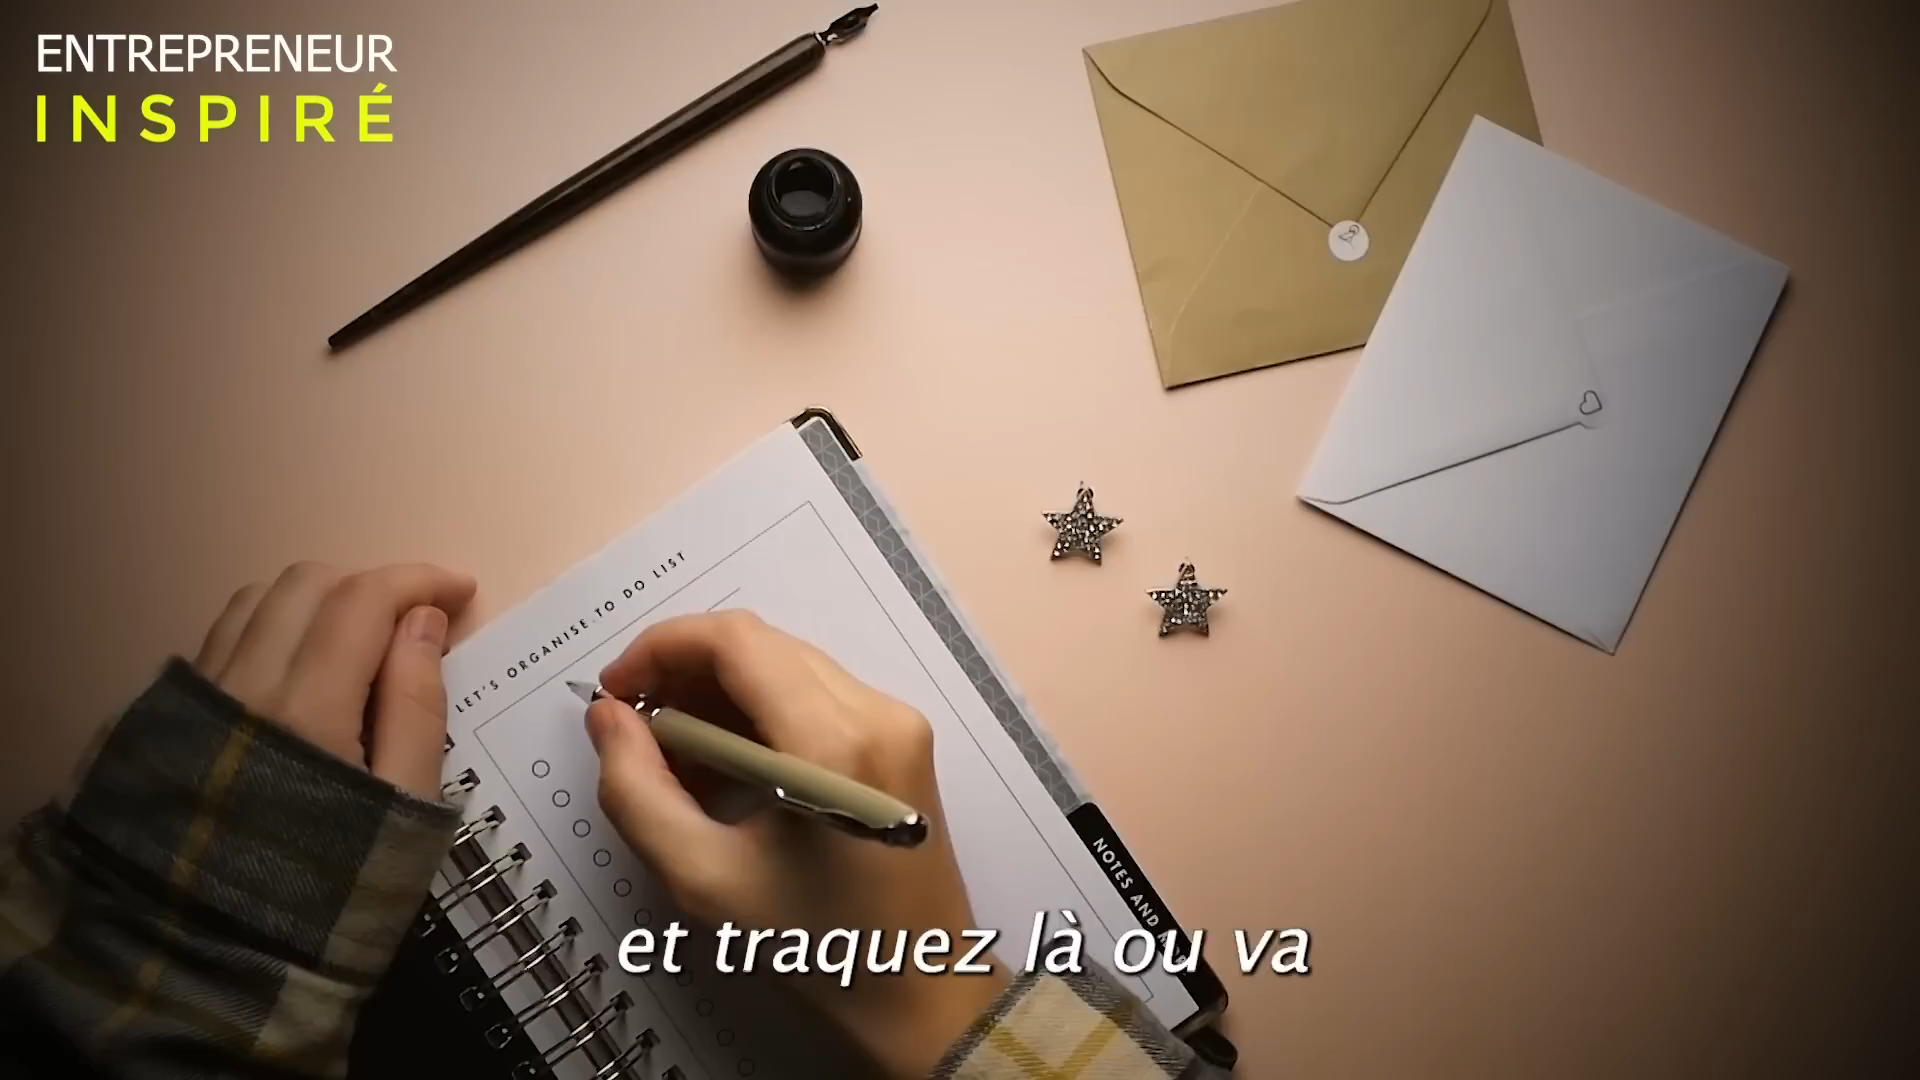 ENTREPRENEUR
INSPIRÉ
LET'S ORGANISE. TO DO LIST
NOTES AND
et traquez là ou va